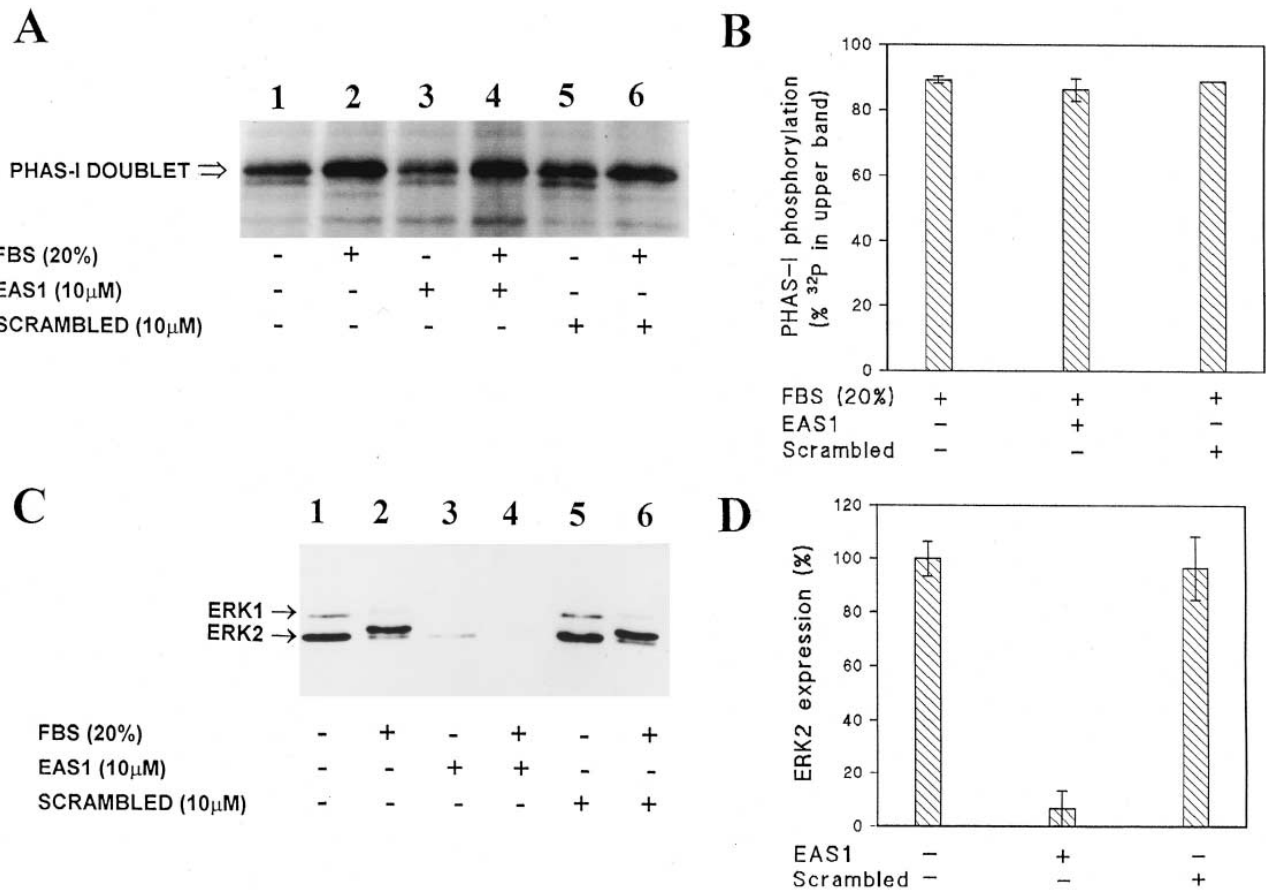 A
1 2 3 4 5 6
PHAS-I DOUBLET ⇒
FBS (20%) - + - + - +
EAS1 (10μM) - - + + - -
SCRAMBLED (10μM) - - - - + +
B
PHAS-I phosphorylation
(% ³²P in upper band)
100
80
60
40
20
0
FBS (20%) + + +
EAS1 − + −
Scrambled − − +
C
1 2 3 4 5 6
ERK1 →
ERK2 →
FBS (20%) - + - + - +
EAS1 (10μM) - - + + - -
SCRAMBLED (10μM) - - - - + +
D
ERK2 expression (%)
120
100
80
60
40
20
0
EAS1 − + −
Scrambled − − +